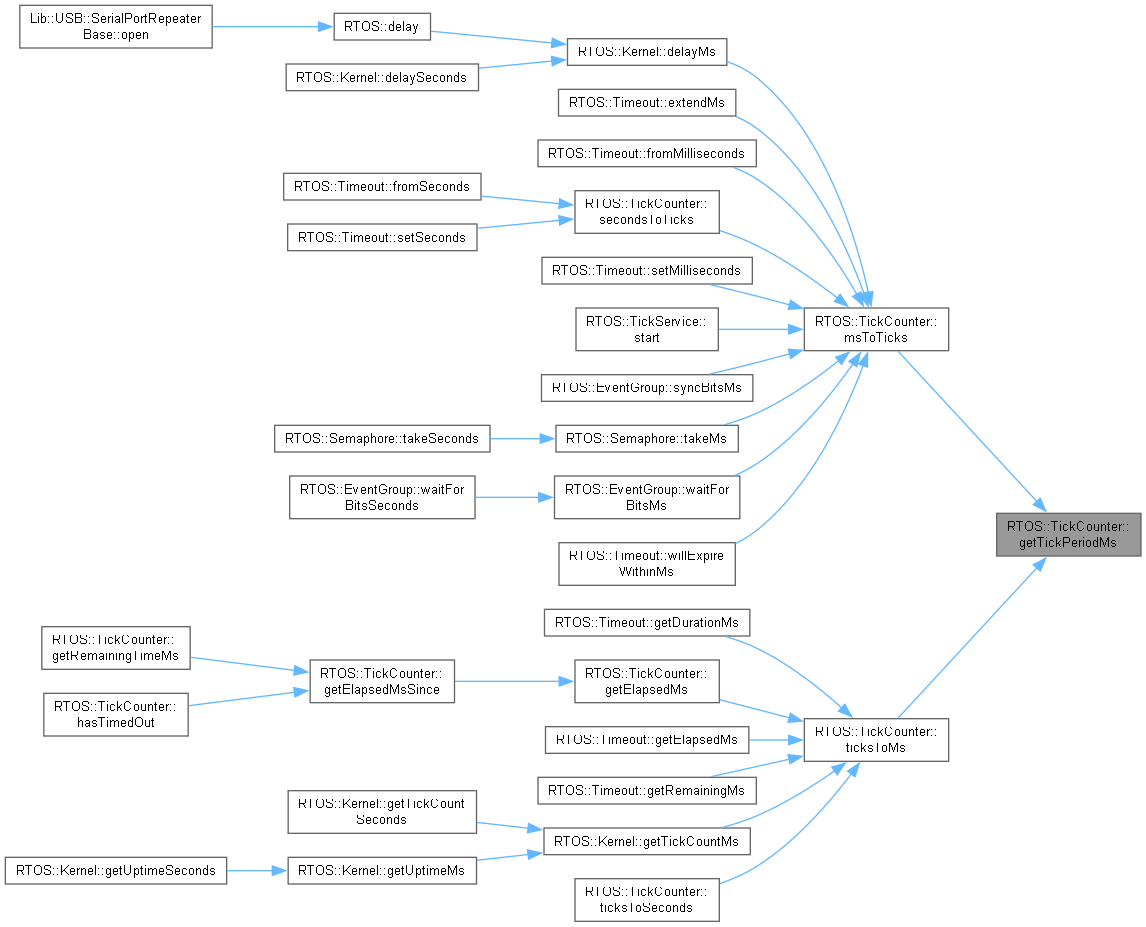 Lib::USB::SerialPortRepeater
Base::open
RTOS::delay
RTOS::Kernel::delayMs
RTOS::Kernel::delaySeconds
RTOS::Timeout::extendMs
RTOS::Timeout::fromMilliseconds
RTOS::Timeout::fromSeconds
RTOS::TickCounter::
secondsToTicks
RTOS::Timeout::setSeconds
RTOS::Timeout::setMilliseconds
RTOS::TickService::
start
RTOS::TickCounter::
msToTicks
RTOS::EventGroup::syncBitsMs
RTOS::Semaphore::takeSeconds
RTOS::Semaphore::takeMs
RTOS::EventGroup::waitFor
BitsSeconds
RTOS::EventGroup::waitFor
BitsMs
RTOS::TickCounter::
getTickPeriodMs
RTOS::Timeout::willExpire
WithinMs
RTOS::Timeout::getDurationMs
RTOS::TickCounter::
getRemainingTimeMs
RTOS::TickCounter::
getElapsedMsSince
RTOS::TickCounter::
getElapsedMs
RTOS::TickCounter::
hasTimedOut
RTOS::Timeout::getElapsedMs
RTOS::TickCounter::
ticksToMs
RTOS::Timeout::getRemainingMs
RTOS::Kernel::getTickCount
Seconds
RTOS::Kernel::getTickCountMs
RTOS::Kernel::getUptimeSeconds
RTOS::Kernel::getUptimeMs
RTOS::TickCounter::
ticksToSeconds